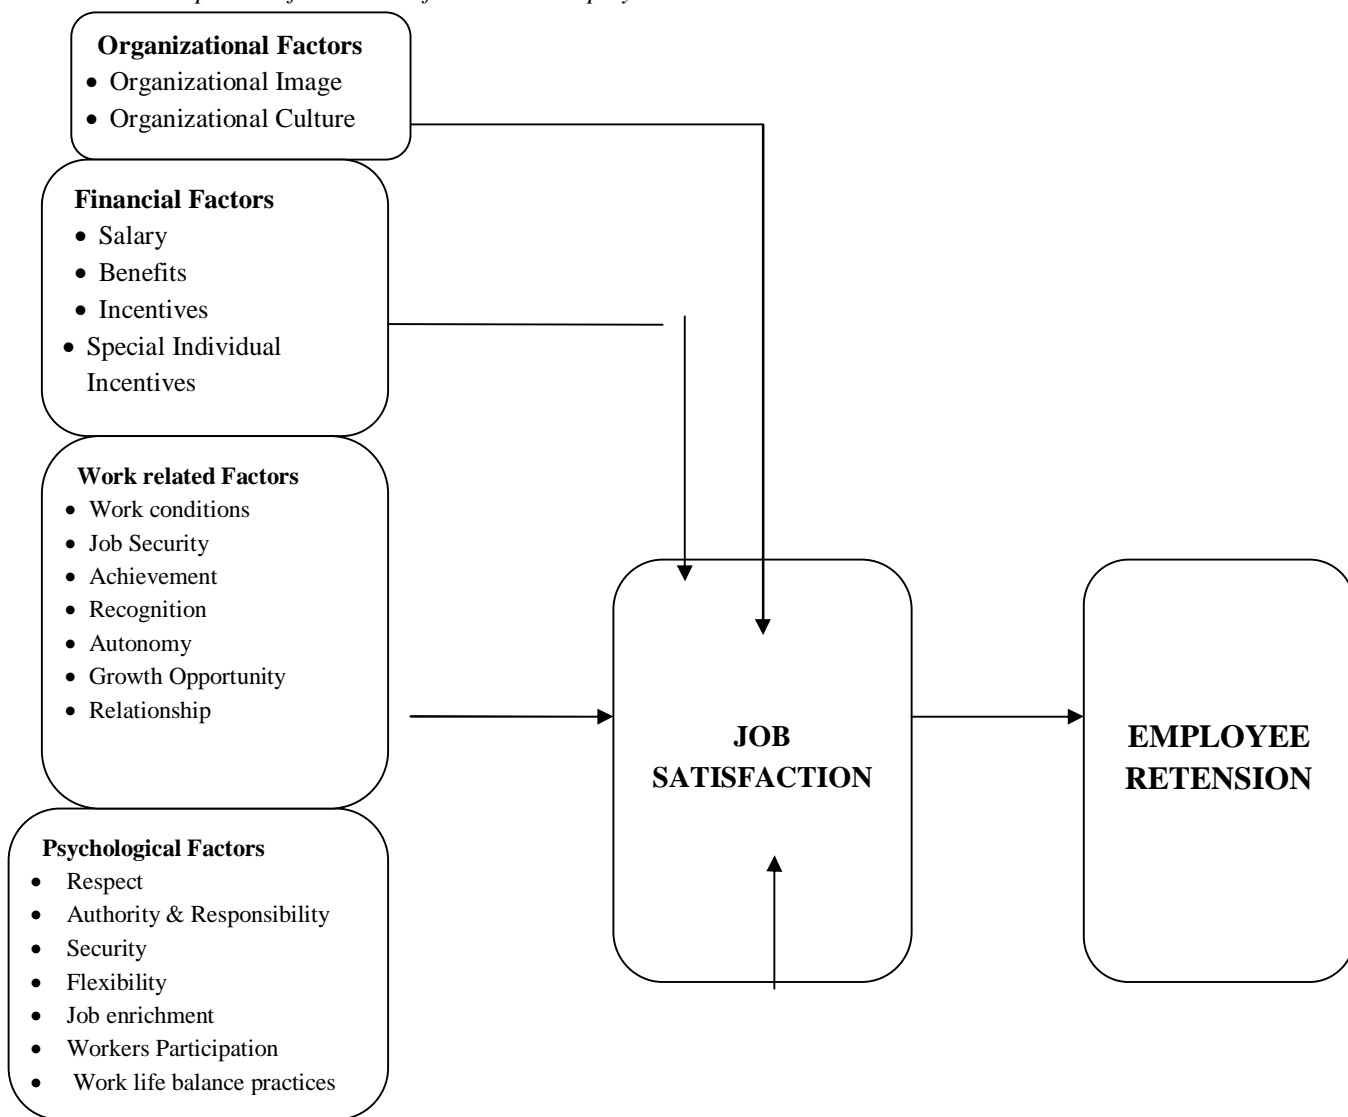 Organizational Factors
• Organizational Image
• Organizational Culture
Financial Factors
• Salary
• Benefits
• Incentives
• Special Individual
Incentives
Work related Factors
• Work conditions
• Job Security
• Achievement
• Recognition
• Autonomy
• Growth Opportunity
• Relationship
JOB
SATISFACTION
EMPLOYEE
RETENSION
Psychological Factors
• Respect
• Authority & Responsibility
• Security
• Flexibility
• Job enrichment
• Workers Participation
• Work life balance practices